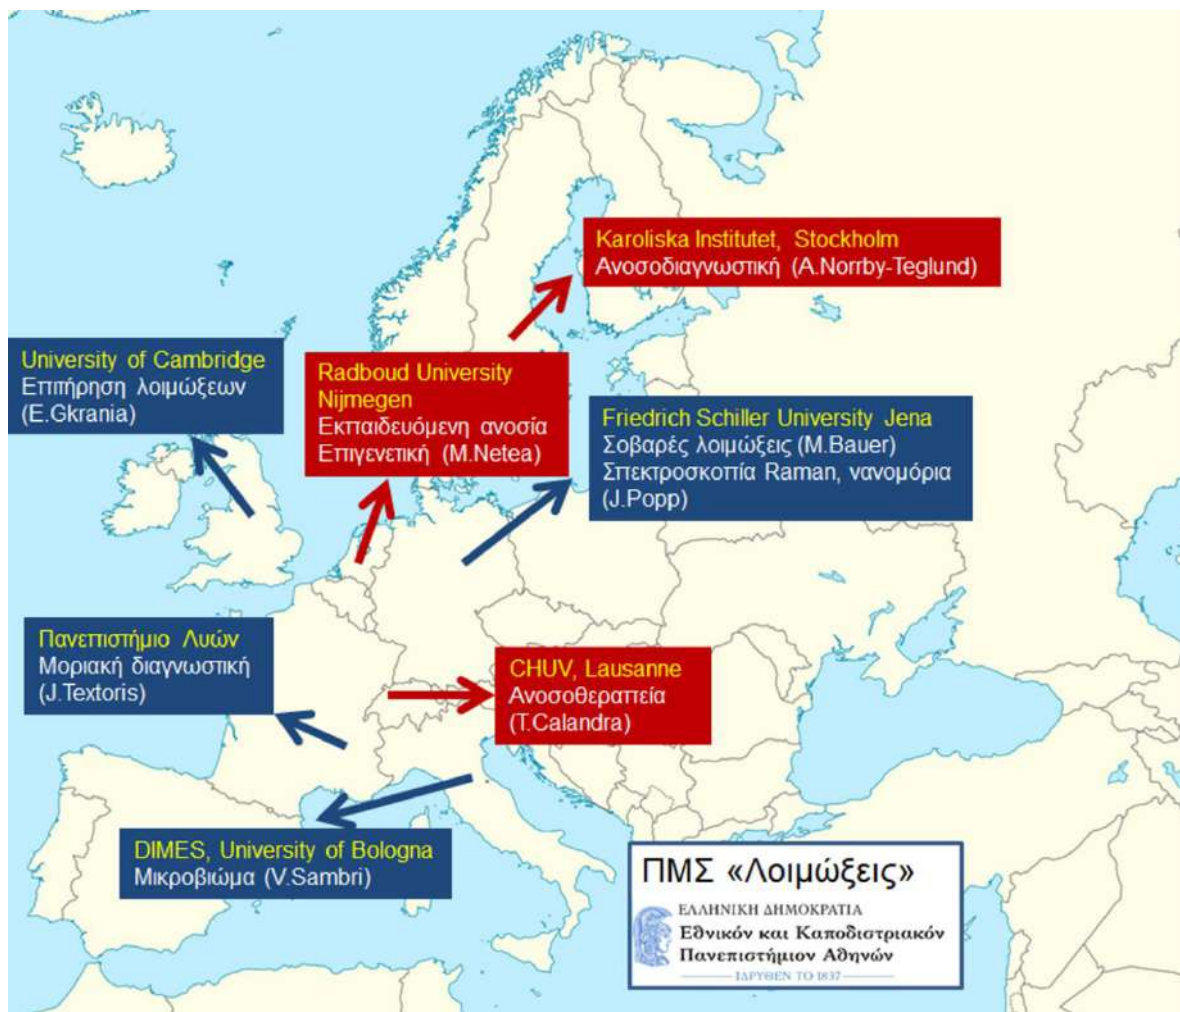 Karoliska Institutet, Stockholm
Ανοσοδιαγνωστική (A.Norrby-Teglund)
University of Cambridge
Επιτήρηση λοιμώξεων
(E.Gkrania)
Radboud University
Nijmegen
Εκπαιδευόμενη ανοσία
Επιγενετική (M.Netea)
Friedrich Schiller University Jena
Σοβαρές λοιμώξεις (M.Bauer)
Σπεκτροσκοπία Raman, νανομόρια
(J.Popp)
Πανεπιστήμιο Λυών
Μοριακή διαγνωστική
(J.Textoris)
CHUV, Lausanne
Ανοσοθεραπεία
(T.Calandra)
DIMES, University of Bologna
Μικροβιώμα (V.Sambri)
ΠΜΣ «Λοιμώξεις»
ΕΛΛΗΝΙΚΗ ΔΗΜΟΚΡΑΤΙΑ
Εθνικόν και Καποδιστριακόν
Πανεπιστήμιον Αθηνών
ΙΔΡΥΘΕΝ ΤΟ 1837